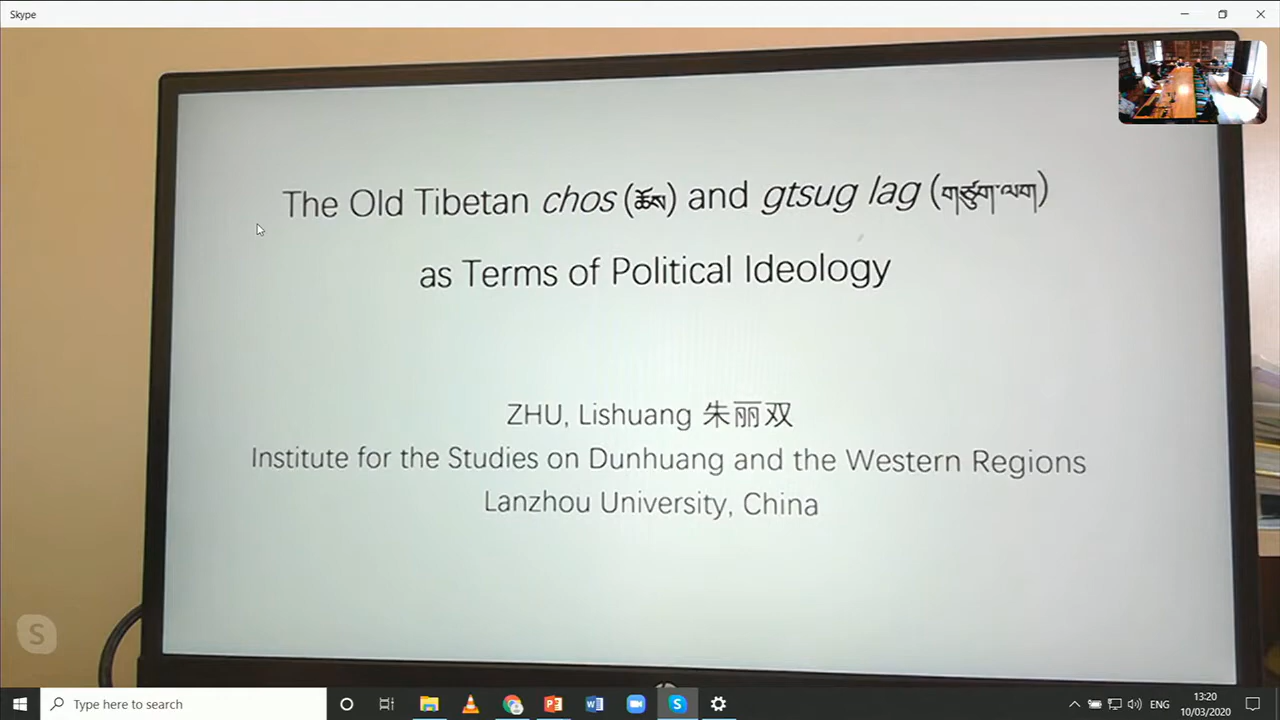 Skype
The Old Tibetan chos (ཆོས) and gtsug lag (གཙུག་ལག)
as Terms of Political Ideology
ZHU, Lishuang 朱丽双
Institute for the Studies on Dunhuang and the Western Regions
Lanzhou University, China
S
Type here to search
ENG
13:20
10/03/2020